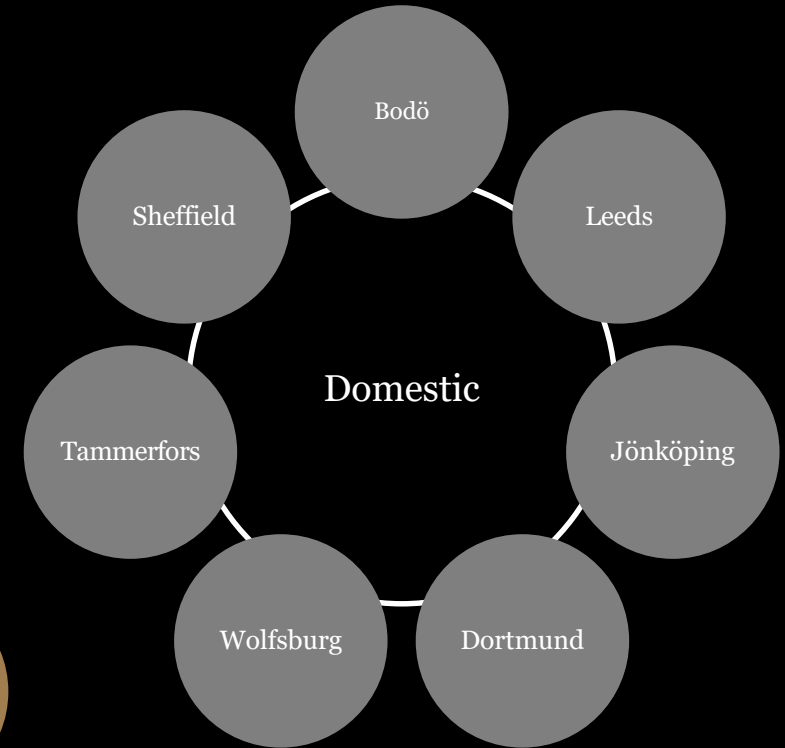 Bodö
Sheffield
Leeds
Domestic
Tammerfors
Jönköping
Wolfsburg
Dortmund